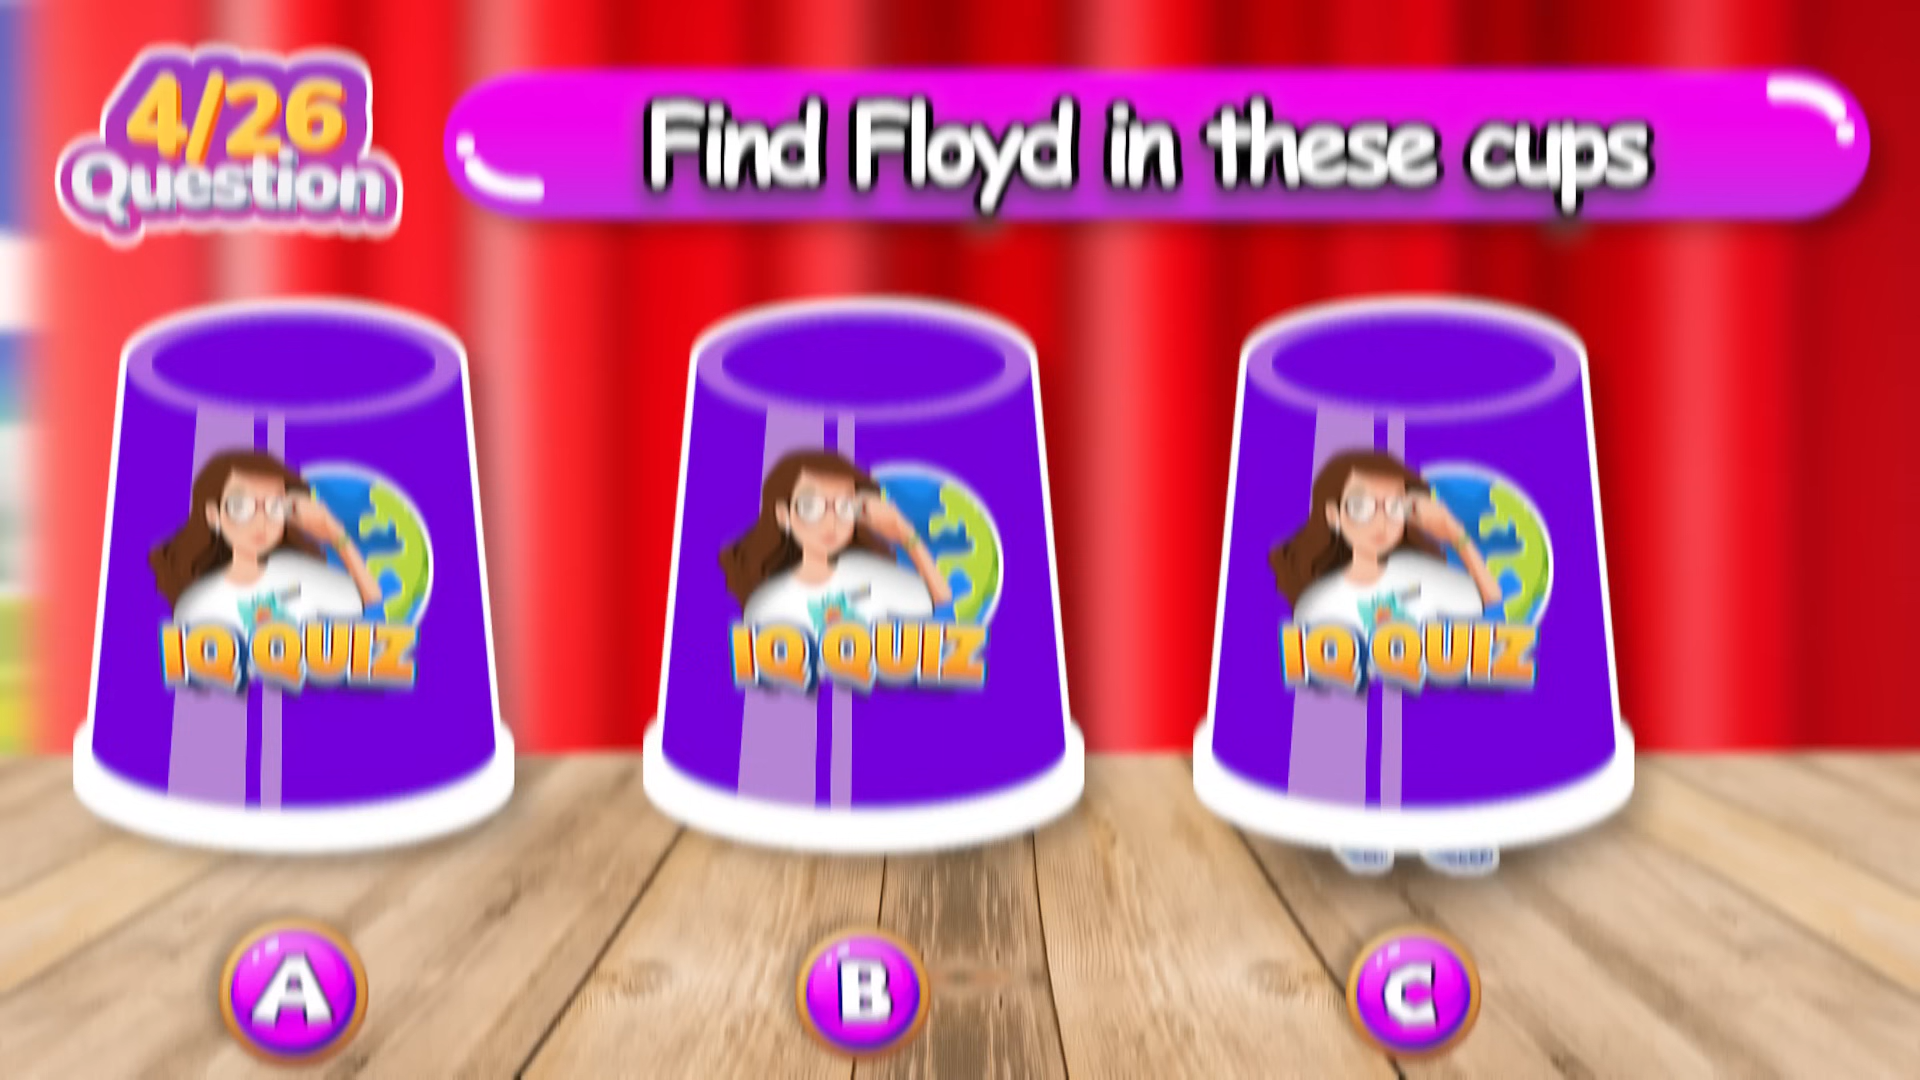 4/26
Question
Find Floyd in these cups
IQ QUIZ
IQ QUIZ
IQ QUIZ
A
B
C